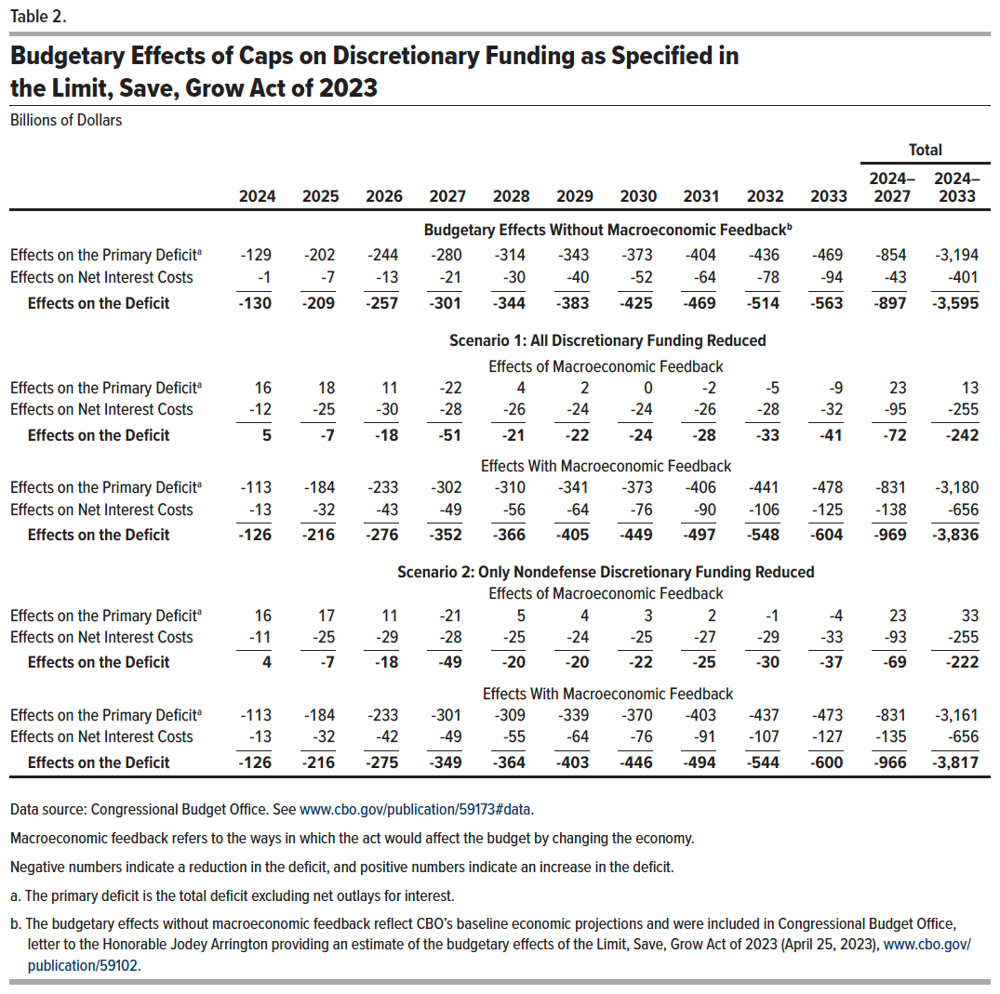 Table 2.
Budgetary Effects of Caps on Discretionary Funding as Specified in
the Limit, Save, Grow Act of 2023
Billions of Dollars
Total
2024– 2024–
2024 2025 2026 2027 2028 2029 2030 2031 2032 2033 2027 2033
Budgetary Effects Without Macroeconomic Feedbackᵇ
Effects on the Primary Deficitᵃ -129 -202 -244 -280 -314 -343 -373 -404 -436 -469 -854 -3,194
Effects on Net Interest Costs -1 -7 -13 -21 -30 -40 -52 -64 -78 -94 -43 -401
Effects on the Deficit -130 -209 -257 -301 -344 -383 -425 -469 -514 -563 -897 -3,595
Scenario 1: All Discretionary Funding Reduced
Effects of Macroeconomic Feedback
Effects on the Primary Deficitᵃ 16 18 11 -22 4 2 0 -2 -5 -9 23 13
Effects on Net Interest Costs -12 -25 -30 -28 -26 -24 -24 -26 -28 -32 -95 -255
Effects on the Deficit 5 -7 -18 -51 -21 -22 -24 -28 -33 -41 -72 -242
Effects With Macroeconomic Feedback
Effects on the Primary Deficitᵃ -113 -184 -233 -302 -310 -341 -373 -406 -441 -478 -831 -3,180
Effects on Net Interest Costs -13 -32 -43 -49 -56 -64 -76 -90 -106 -125 -138 -656
Effects on the Deficit -126 -216 -276 -352 -366 -405 -449 -497 -548 -604 -969 -3,836
Scenario 2: Only Nondefense Discretionary Funding Reduced
Effects of Macroeconomic Feedback
Effects on the Primary Deficitᵃ 16 17 11 -21 5 4 3 2 -1 -4 23 33
Effects on Net Interest Costs -11 -25 -29 -28 -25 -24 -25 -27 -29 -33 -93 -255
Effects on the Deficit 4 -7 -18 -49 -20 -20 -22 -25 -30 -37 -69 -222
Effects With Macroeconomic Feedback
Effects on the Primary Deficitᵃ -113 -184 -233 -301 -309 -339 -370 -403 -437 -473 -831 -3,161
Effects on Net Interest Costs -13 -32 -42 -49 -55 -64 -76 -91 -107 -127 -135 -656
Effects on the Deficit -126 -216 -275 -349 -364 -403 -446 -494 -544 -600 -966 -3,817
Data source: Congressional Budget Office. See www.cbo.gov/publication/59173#data.
Macroeconomic feedback refers to the ways in which the act would affect the budget by changing the economy.
Negative numbers indicate a reduction in the deficit, and positive numbers indicate an increase in the deficit.
a. The primary deficit is the total deficit excluding net outlays for interest.
b. The budgetary effects without macroeconomic feedback reflect CBO’s baseline economic projections and were included in Congressional Budget Office,
letter to the Honorable Jodey Arrington providing an estimate of the budgetary effects of the Limit, Save, Grow Act of 2023 (April 25, 2023), www.cbo.gov/
publication/59102.